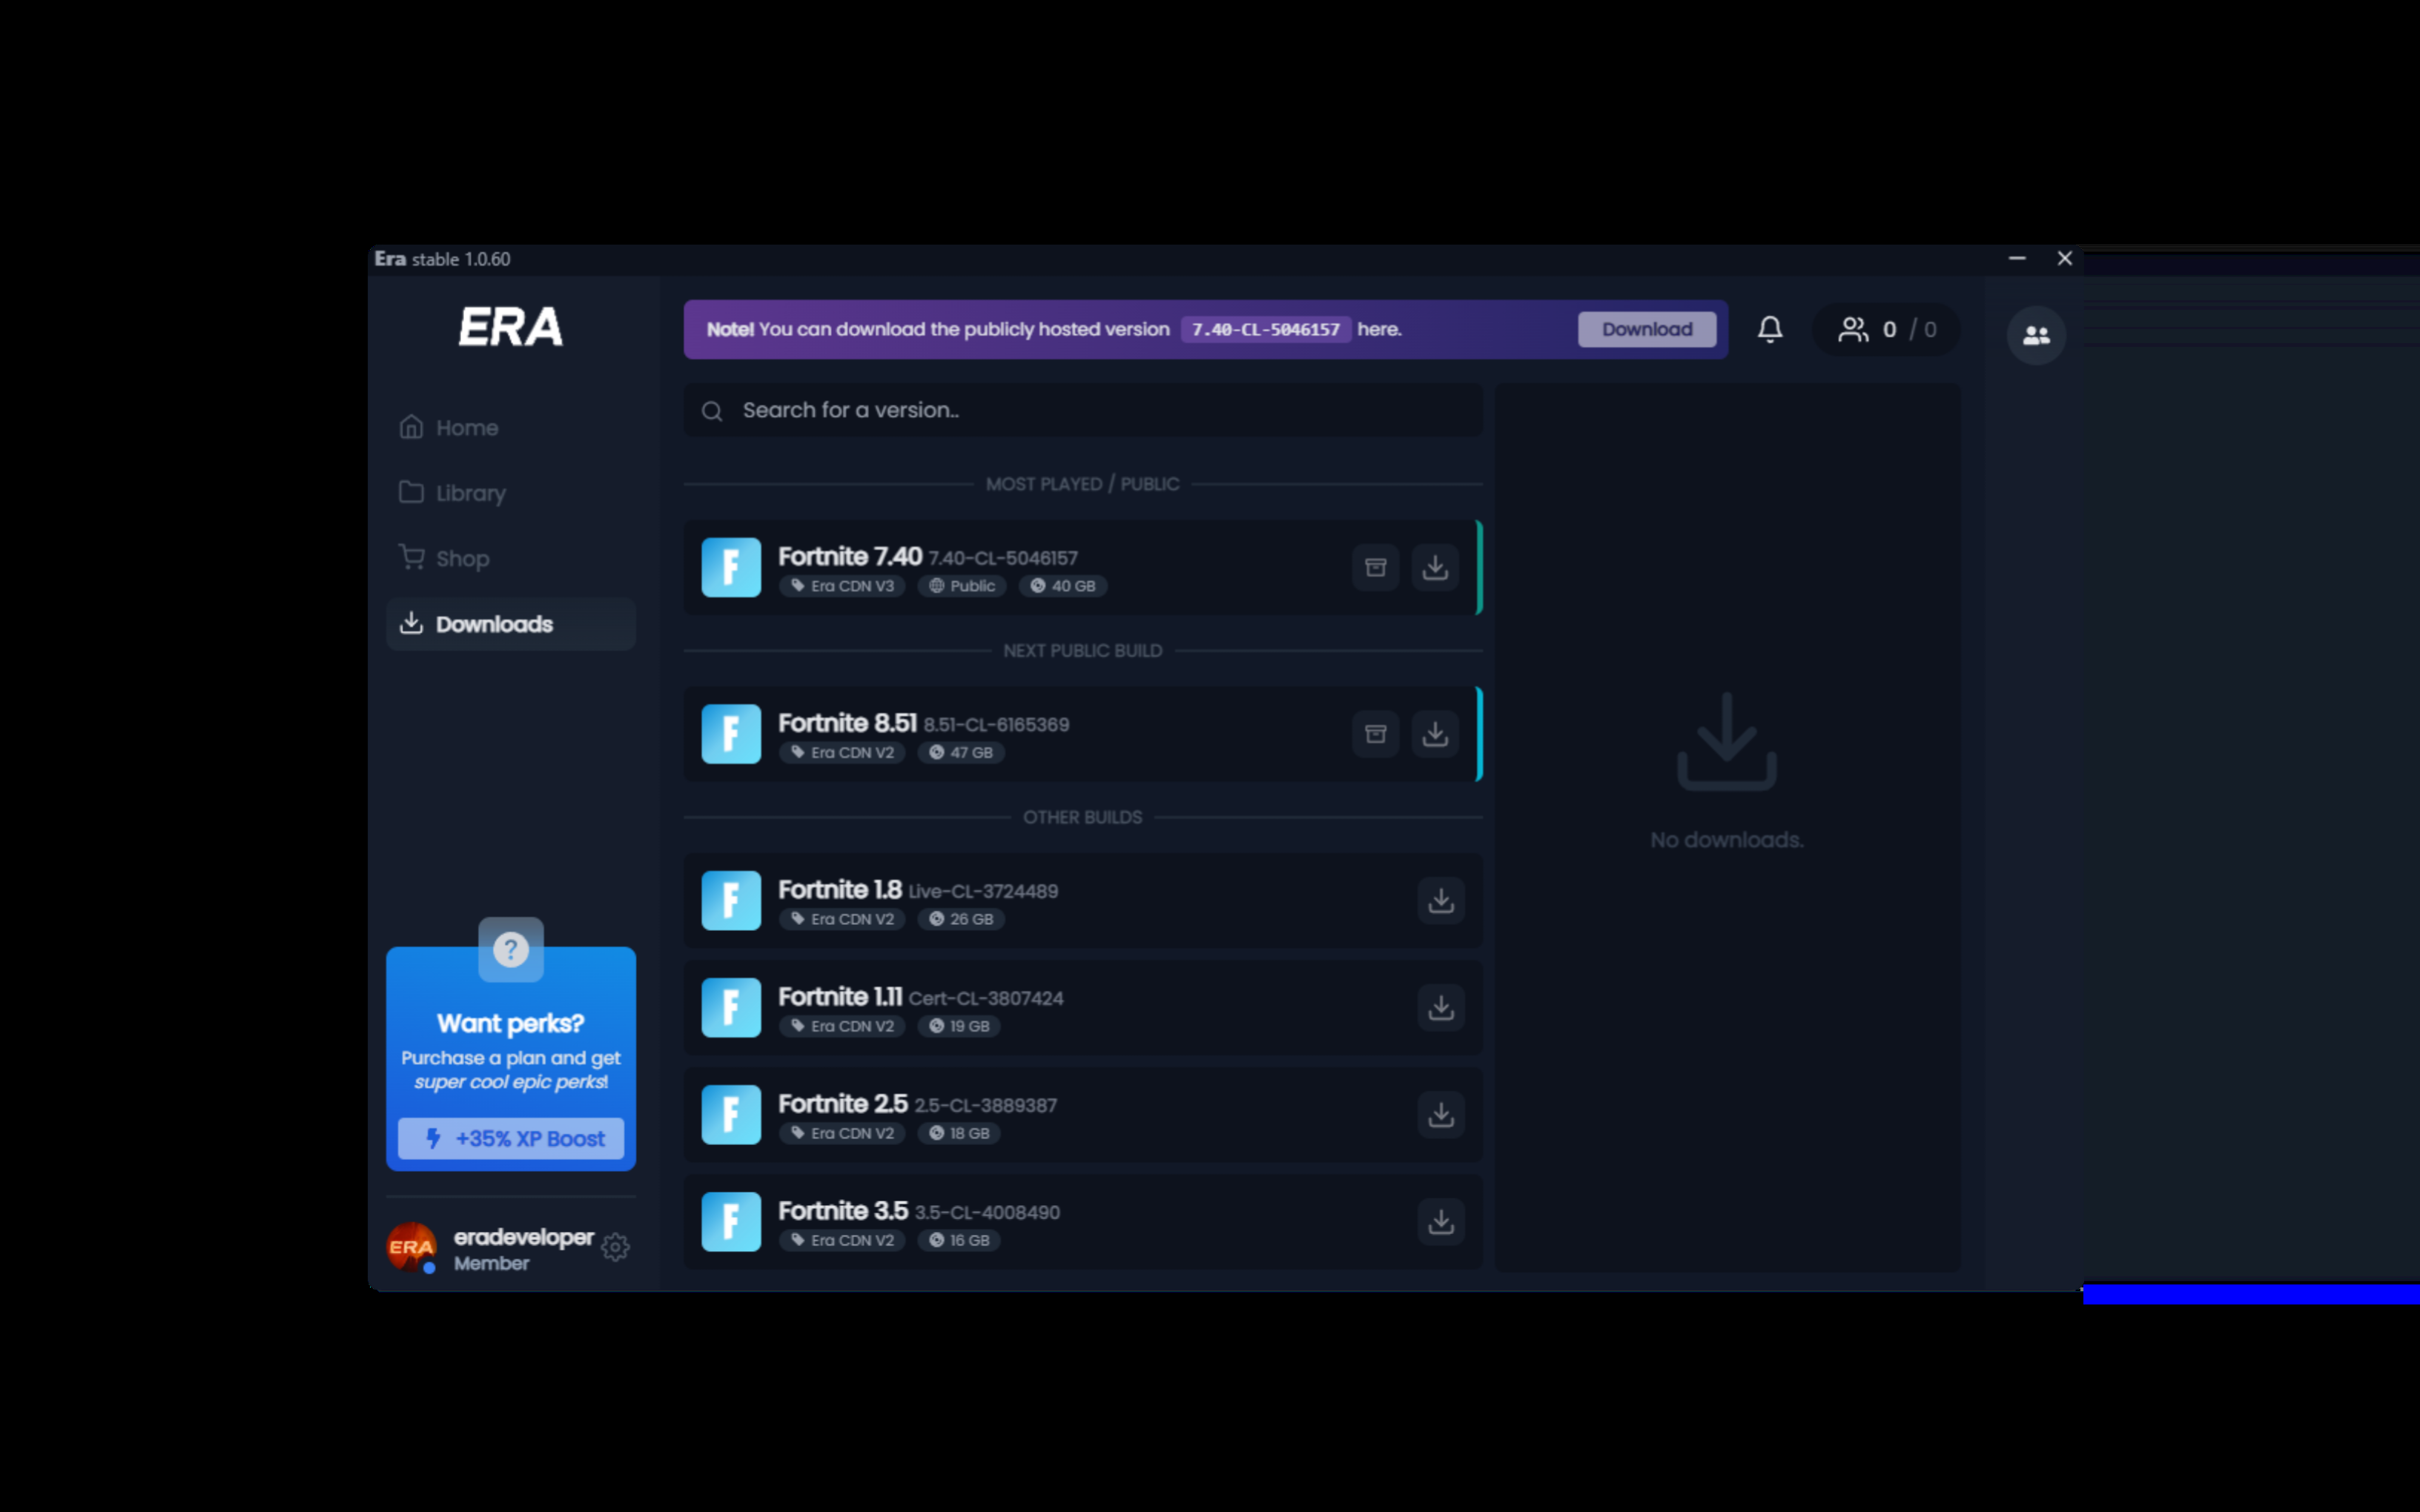 Era stable 1.0.60
ERA
Home
Library
Shop
Downloads
Want perks?
Purchase a plan and get
super cool epic perks!
+35% XP Boost
ERA
eradeveloper
Member
Note! You can download the publicly hosted version 7.40-CL-5046157 here.
Download
0 / 0
Search for a version..
MOST PLAYED / PUBLIC
Fortnite 7.40 7.40-CL-5046157
Era CDN V3 Public 40 GB
NEXT PUBLIC BUILD
Fortnite 8.51 8.51-CL-6165369
Era CDN V2 47 GB
OTHER BUILDS
Fortnite 1.8 Live-CL-3724489
Era CDN V2 26 GB
Fortnite 1.11 Cert-CL-3807424
Era CDN V2 19 GB
Fortnite 2.5 2.5-CL-3889387
Era CDN V2 18 GB
Fortnite 3.5 3.5-CL-4008490
Era CDN V2 16 GB
No downloads.